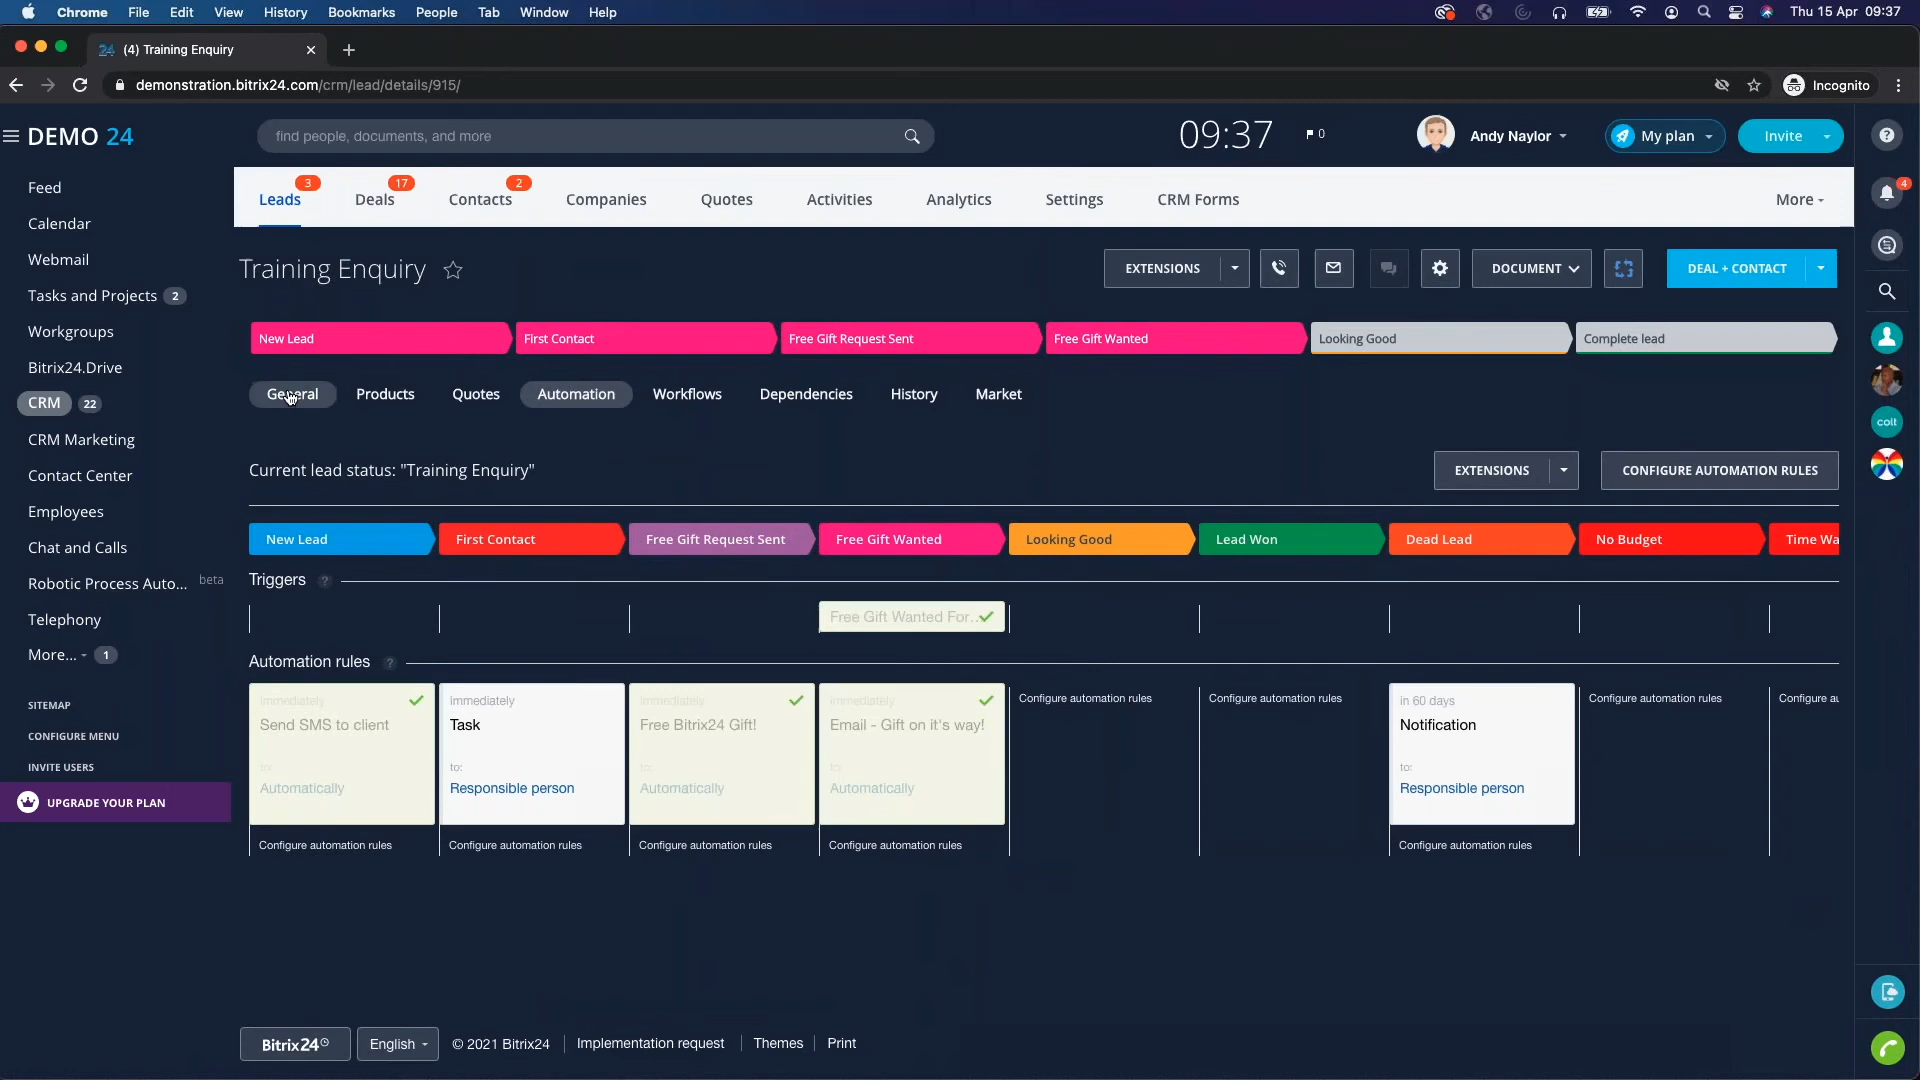 Chrome File Edit View History Bookmarks People Tab Window Help Thu 15 Apr 09:37
24 (4) Training Enquiry
demonstration.bitrix24.com/crm/lead/details/915/ Incognito
DEMO 24 find people, documents, and more 09:37 0 Andy Naylor My plan Invite
Leads 3 Deals 17 Contacts 2 Companies Quotes Activities Analytics Settings CRM Forms More
4
Training Enquiry EXTENSIONS DOCUMENT DEAL + CONTACT
New Lead First Contact Free Gift Request Sent Free Gift Wanted Looking Good Complete lead
General Products Quotes Automation Workflows Dependencies History Market
Current lead status: "Training Enquiry" EXTENSIONS CONFIGURE AUTOMATION RULES
New Lead First Contact Free Gift Request Sent Free Gift Wanted Looking Good Lead Won Dead Lead No Budget Time Wa
Triggers ?
Free Gift Wanted For...
Automation rules ?
immediately immediately immediately immediately Configure automation rules Configure automation rules in 60 days Configure automation rules Configure au
Send SMS to client Task Free Bitrix24 Gift! Email - Gift on it's way! Notification
to: to: to: to: to:
Automatically Responsible person Automatically Automatically Responsible person
Configure automation rules Configure automation rules Configure automation rules Configure automation rules Configure automation rules
Feed
Calendar
Webmail
Tasks and Projects 2
Workgroups
Bitrix24.Drive
CRM 22
CRM Marketing
Contact Center
Employees
Chat and Calls
Robotic Process Auto... beta
Telephony
More... 1
SITEMAP
CONFIGURE MENU
INVITE USERS
UPGRADE YOUR PLAN
colt
Bitrix24 English © 2021 Bitrix24 Implementation request Themes Print